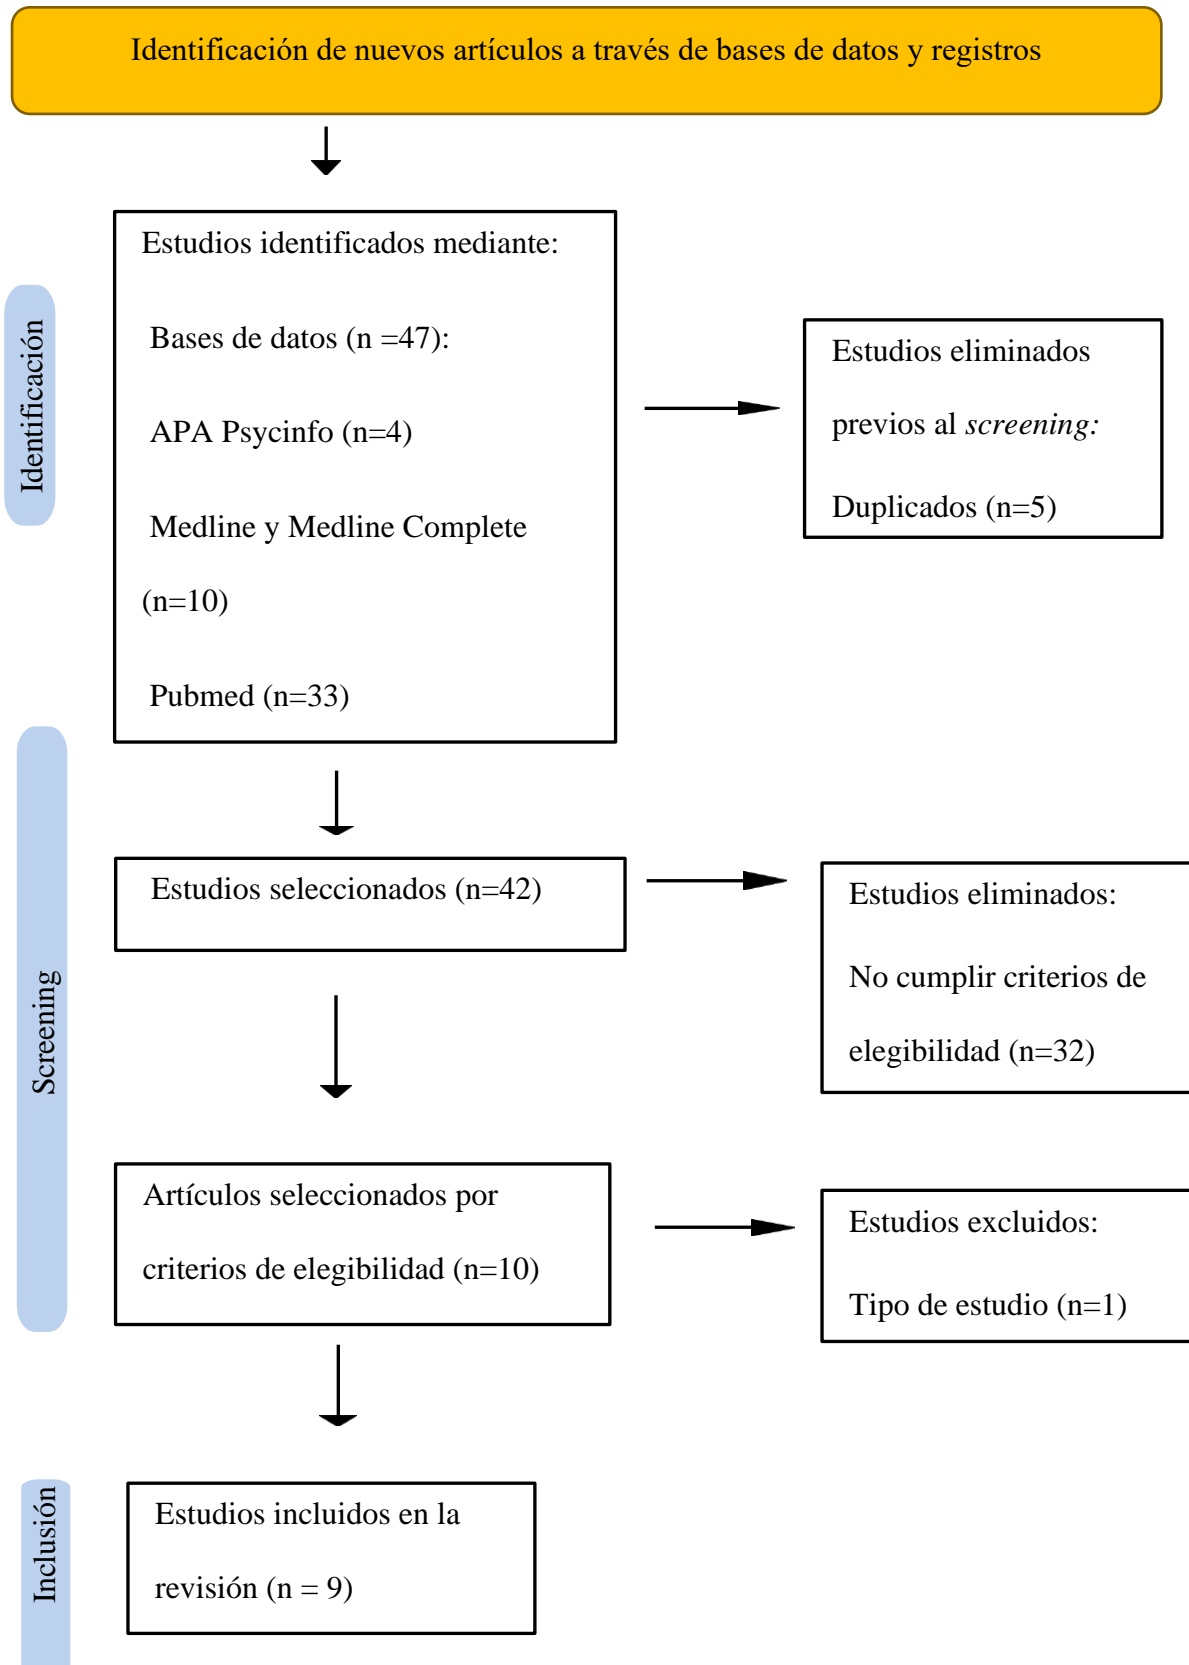 Identificación de nuevos artículos a través de bases de datos y registros
Identificación
Estudios identificados mediante:
Bases de datos (n =47):
APA Psycinfo (n=4)
Medline y Medline Complete
(n=10)
Pubmed (n=33)
Estudios eliminados
previos al screening:
Duplicados (n=5)
Screening
Estudios seleccionados (n=42)
Estudios eliminados:
No cumplir criterios de
elegibilidad (n=32)
Artículos seleccionados por
criterios de elegibilidad (n=10)
Estudios excluidos:
Tipo de estudio (n=1)
Inclusión
Estudios incluidos en la
revisión (n = 9)